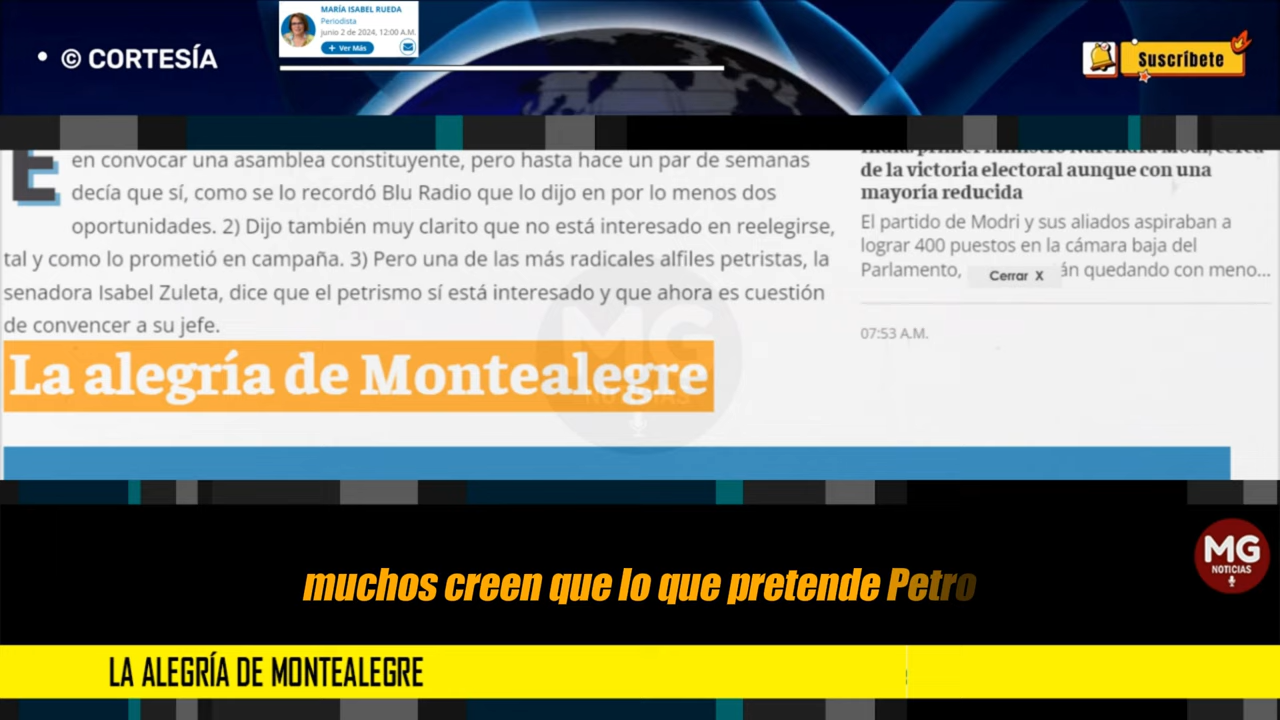 MARÍA ISABEL RUEDA
Periodista
junio 2 de 2024, 12:00 A.M.
+ Ver Más
• © CORTESÍA
Suscríbete
E
en convocar una asamblea constituyente, pero hasta hace un par de semanas
decía que sí, como se lo recordó Blu Radio que lo dijo en por lo menos dos
oportunidades. 2) Dijo también muy clarito que no está interesado en reelegirse,
tal y como lo prometió en campaña. 3) Pero una de las más radicales alfiles petristas, la
senadora Isabel Zuleta, dice que el petrismo sí está interesado y que ahora es cuestión
de convencer a su jefe.
La alegría de Montealegre
de la victoria electoral aunque con una
mayoría reducida
El partido de Modri y sus aliados aspiraban a
lograr 400 puestos en la cámara baja del
Parlamento, án quedando con meno...
Cerrar X
07:53 A.M.
MG
NOTICIAS
muchos creen que lo que pretende Petro
MG
NOTICIAS
LA ALEGRÍA DE MONTEALEGRE